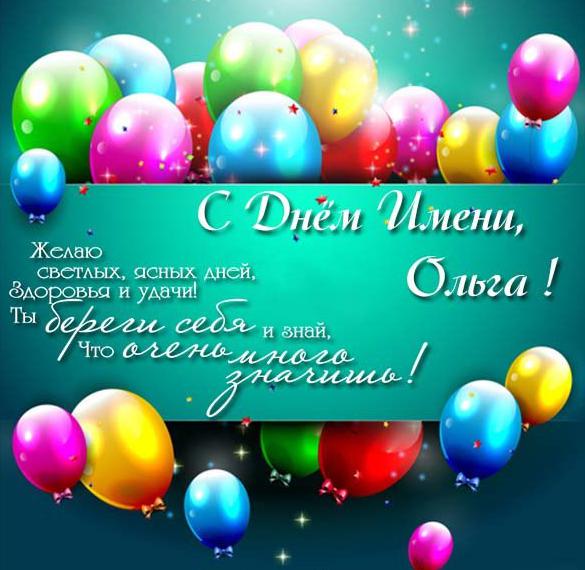 С Днём Имени,
Ольга !
Желаю
светлых, ясных дней,
Здоровья и удачи!
Ты береги себя и знай,
Что очень много
значишь!